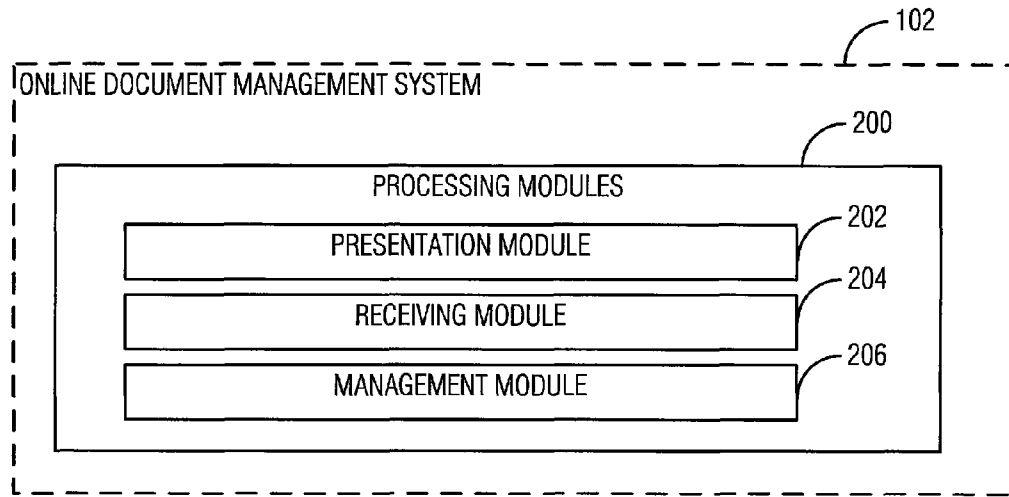 102
ONLINE DOCUMENT MANAGEMENT SYSTEM
200
PROCESSING MODULES
202
PRESENTATION MODULE
204
RECEIVING MODULE
206
MANAGEMENT MODULE